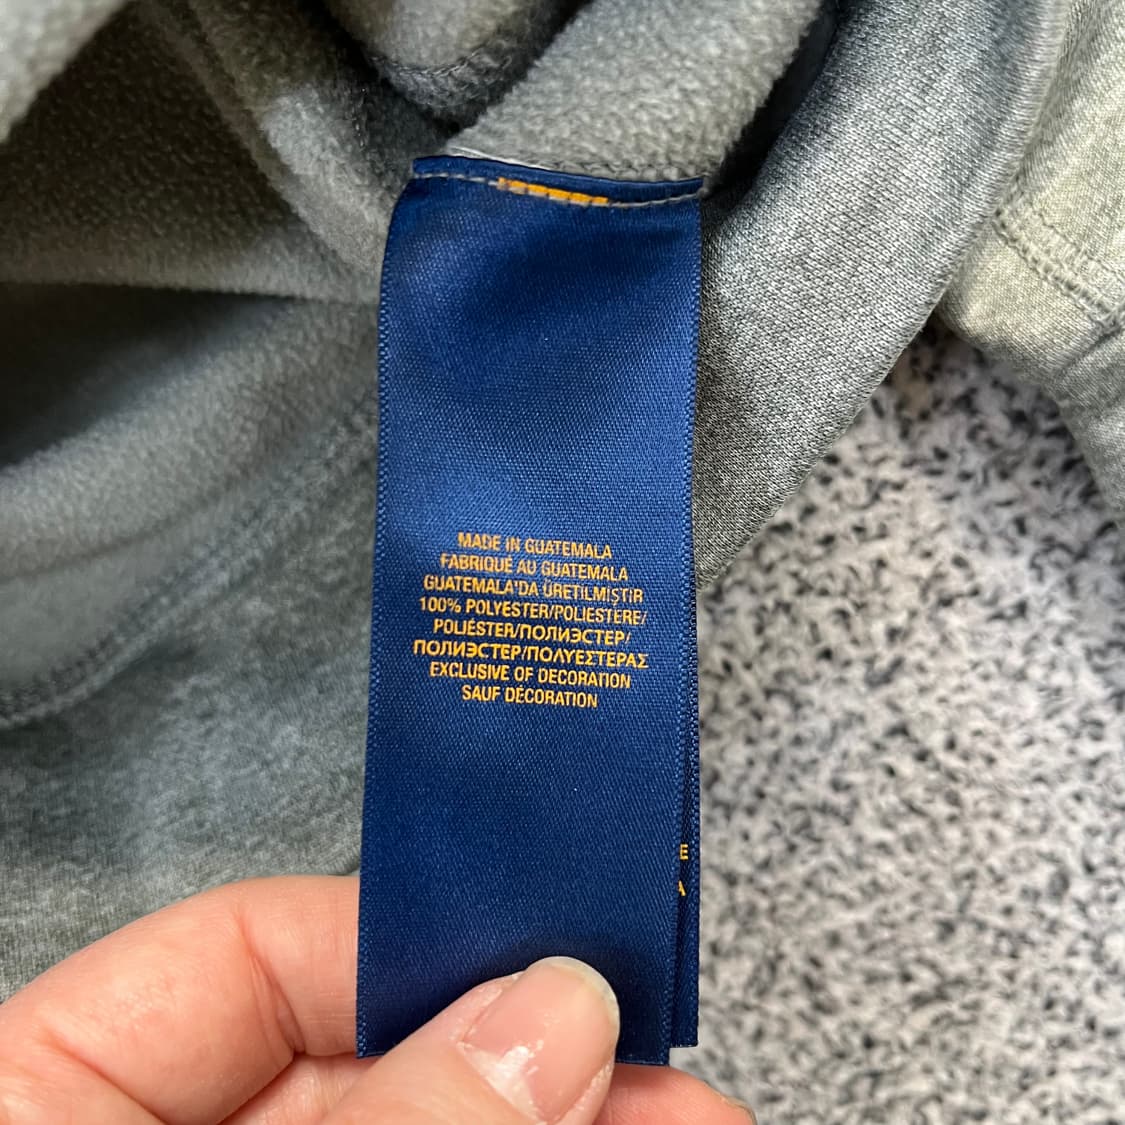 MADE IN GUATEMALA
FABRIQUÉ AU GUATEMALA
GUATEMALA'DA ÜRETILMIŞTIR
100% POLYESTER/POLIESTERE/
POLIÉSTER/ПОЛИЭСТЕР/
ПОЛИЭСТЕР/ΠΟΛΥΕΣΤΕΡΑΣ
EXCLUSIVE OF DECORATION
SAUF DÉCORATION
E
A